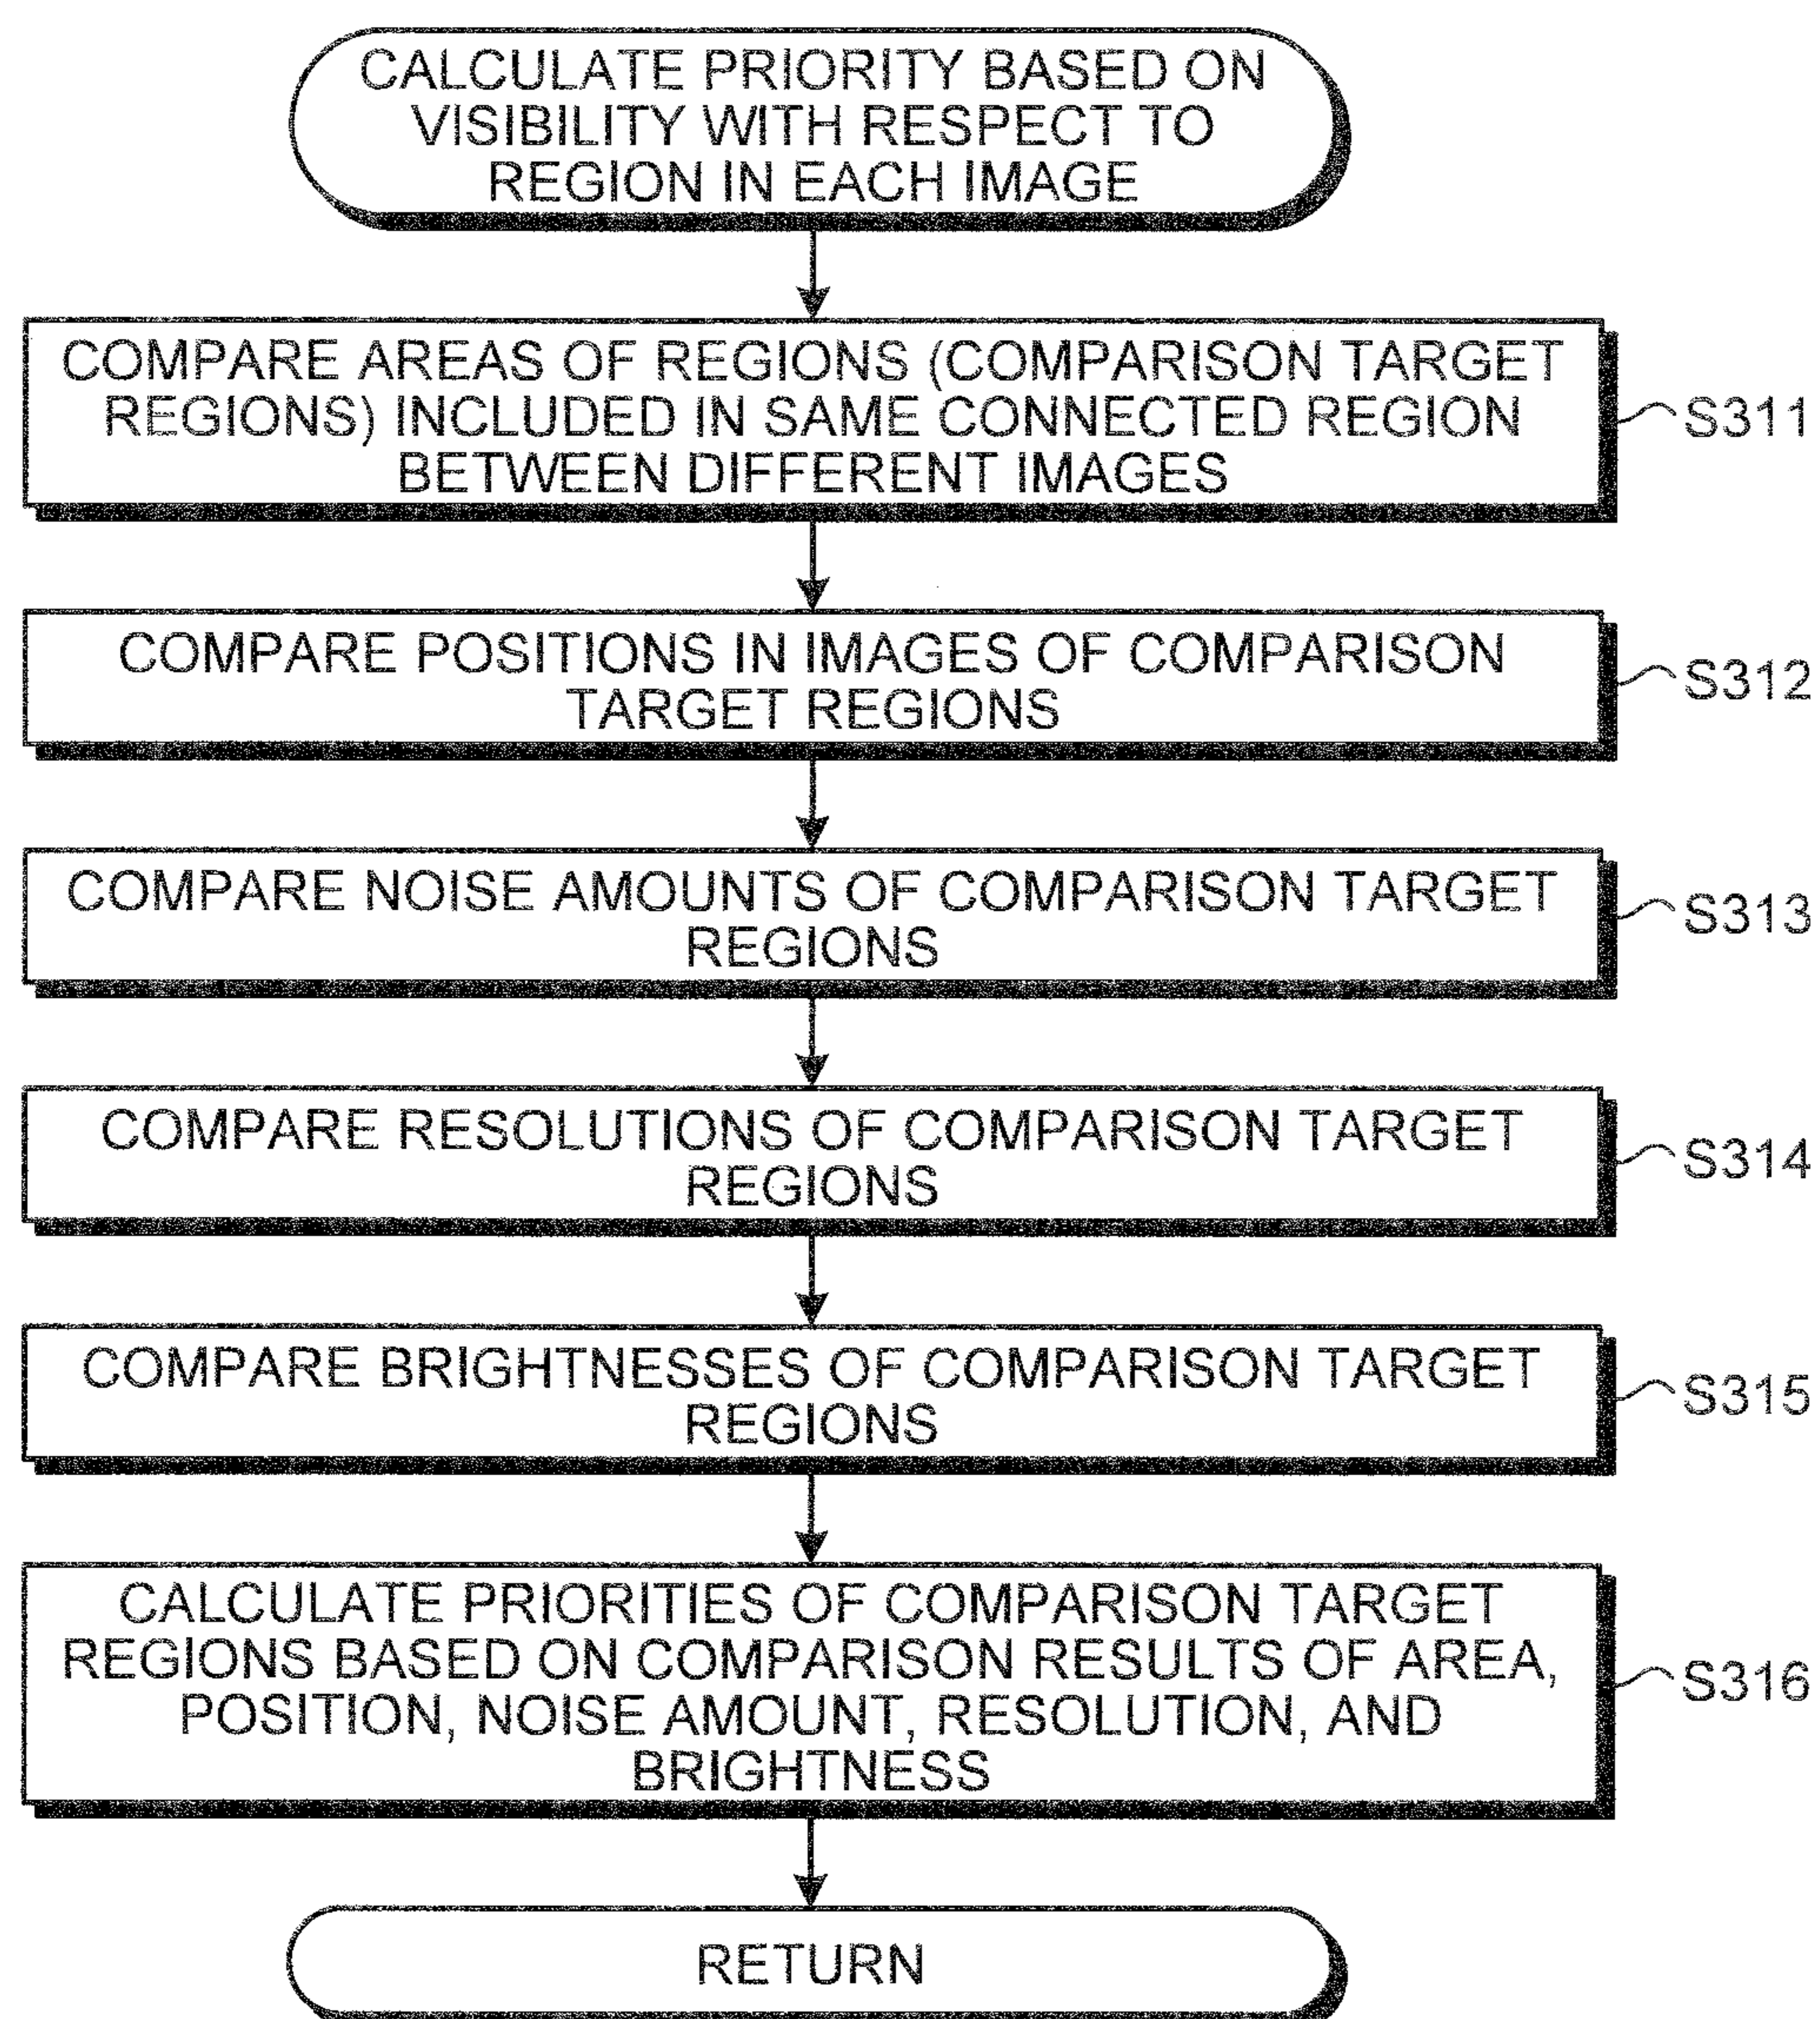 CALCULATE PRIORITY BASED ON
VISIBILITY WITH RESPECT TO
REGION IN EACH IMAGE
COMPARE AREAS OF REGIONS (COMPARISON TARGET
REGIONS) INCLUDED IN SAME CONNECTED REGION
BETWEEN DIFFERENT IMAGES
S311
COMPARE POSITIONS IN IMAGES OF COMPARISON
TARGET REGIONS
S312
COMPARE NOISE AMOUNTS OF COMPARISON TARGET
REGIONS
S313
COMPARE RESOLUTIONS OF COMPARISON TARGET
REGIONS
S314
COMPARE BRIGHTNESSES OF COMPARISON TARGET
REGIONS
S315
CALCULATE PRIORITIES OF COMPARISON TARGET
REGIONS BASED ON COMPARISON RESULTS OF AREA,
POSITION, NOISE AMOUNT, RESOLUTION, AND
BRIGHTNESS
S316
RETURN